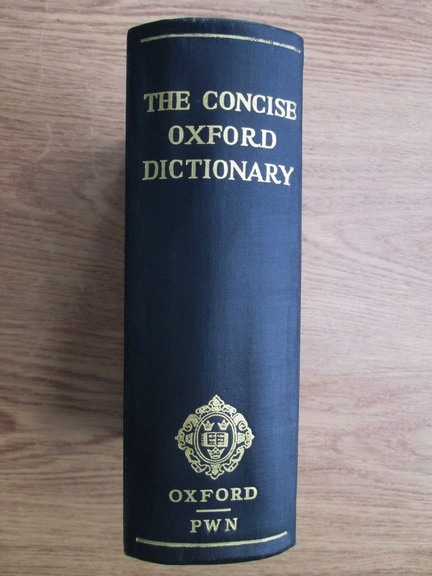 THE CONCISE
OXFORD
DICTIONARY
OXFORD
PWN